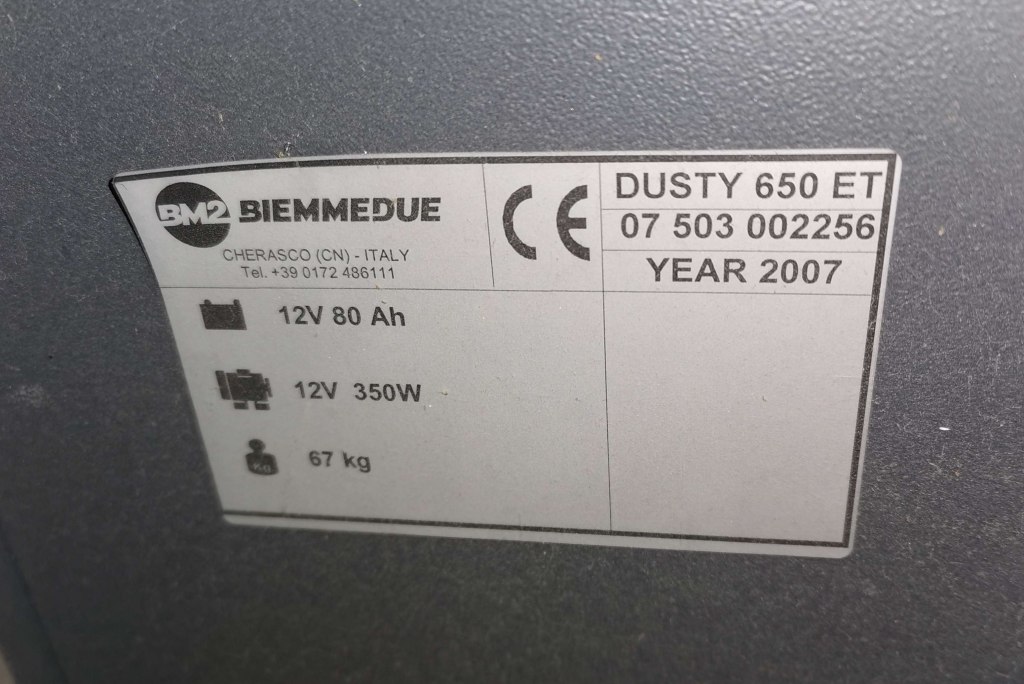 BM2 BIEMMEDUE
CHERASCO (CN) - ITALY
Tel. +39 0172 486111
CE
DUSTY 650 ET
07 503 002256
YEAR 2007
12V 80 Ah
12V 350W
Kg
67 kg